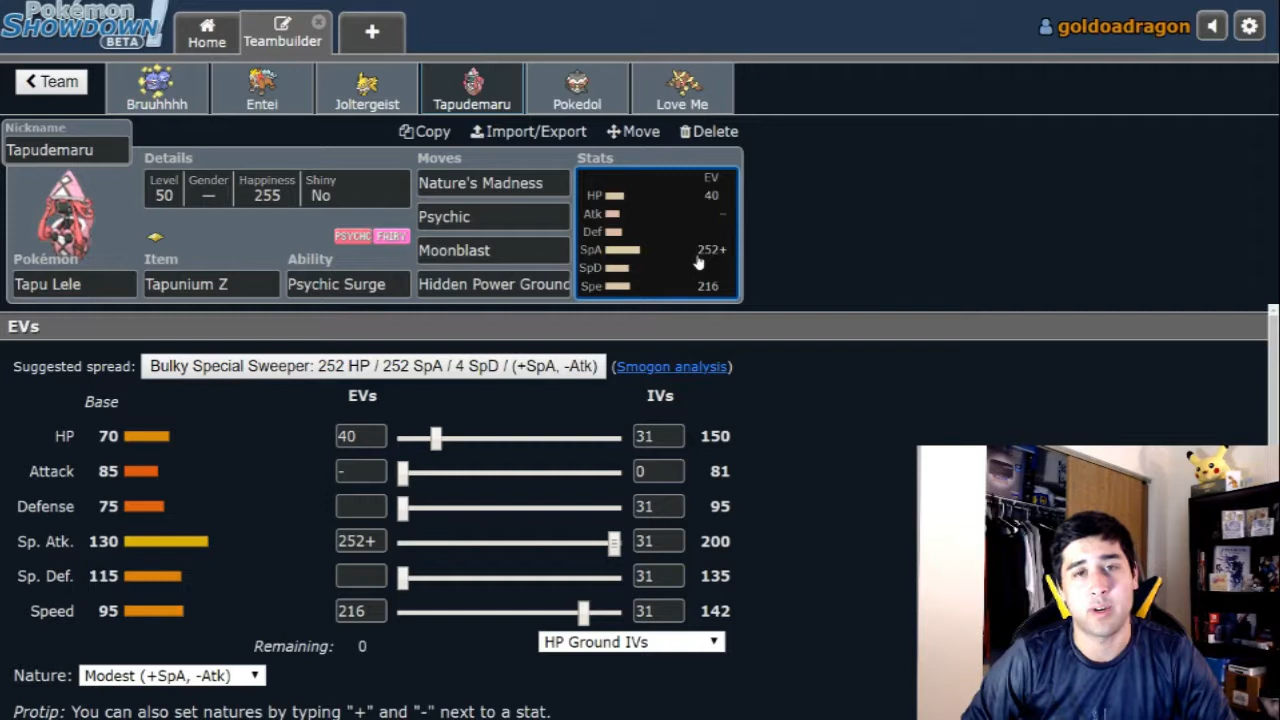 Pokémon
SHOWDOWN!
BETA
Home
Teambuilder
+
goldoadragon
< Team
Bruuhhhh
Entei
Joltergeist
Tapudemaru
Pokedol
Love Me
Copy
Import/Export
Move
Delete
Nickname
Tapudemaru
Details
Level
50
Gender
—
Happiness
255
Shiny
No
PSYCHC FAIRY
Pokémon
Tapu Lele
Item
Tapunium Z
Ability
Psychic Surge
Moves
Nature's Madness
Psychic
Moonblast
Hidden Power Ground
Stats
EV
HP 40
Atk –
Def
SpA 252+
SpD
Spe 216
EVs
Suggested spread: Bulky Special Sweeper: 252 HP / 252 SpA / 4 SpD / (+SpA, -Atk) (Smogon analysis)
Base EVs IVs
HP 70 40 31 150
Attack 85 - 0 81
Defense 75 31 95
Sp. Atk. 130 252+ 31 200
Sp. Def. 115 31 135
Speed 95 216 31 142
Remaining: 0
HP Ground IVs
Nature: Modest (+SpA, -Atk)
Protip: You can also set natures by typing "+" and "-" next to a stat.